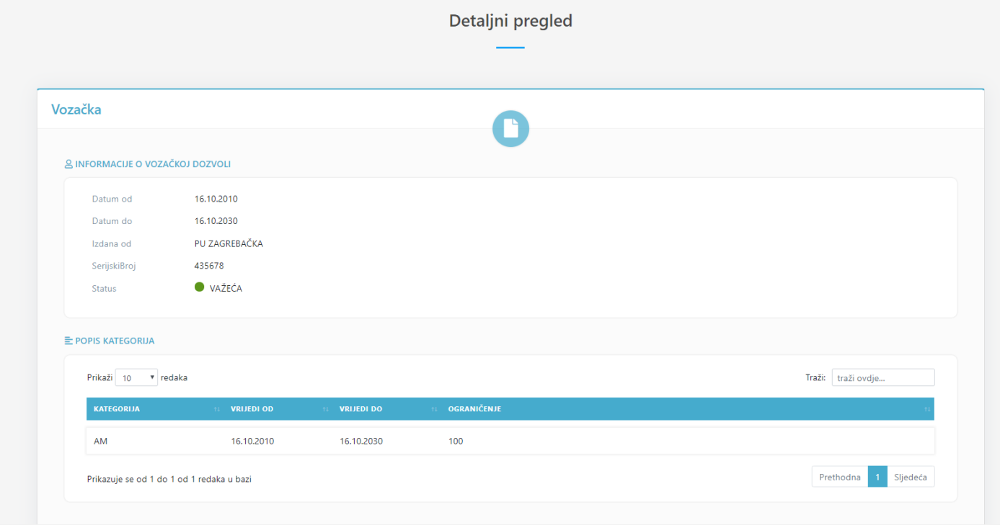 Detaljni pregled
Vozačka
INFORMACIJE O VOZAČKOJ DOZVOLI
Datum od 16.10.2010
Datum do 16.10.2030
Izdana od PU ZAGREBAČKA
SerijskiBroj 435678
Status VAŽEĆA
POPIS KATEGORIJA
Prikaži 10 redaka Traži: traži ovdje...
KATEGORIJA VRIJEDI OD VRIJEDI DO OGRANIČENJE
AM 16.10.2010 16.10.2030 100
Prikazuje se od 1 do 1 od 1 redaka u bazi Prethodna 1 Sljedeća